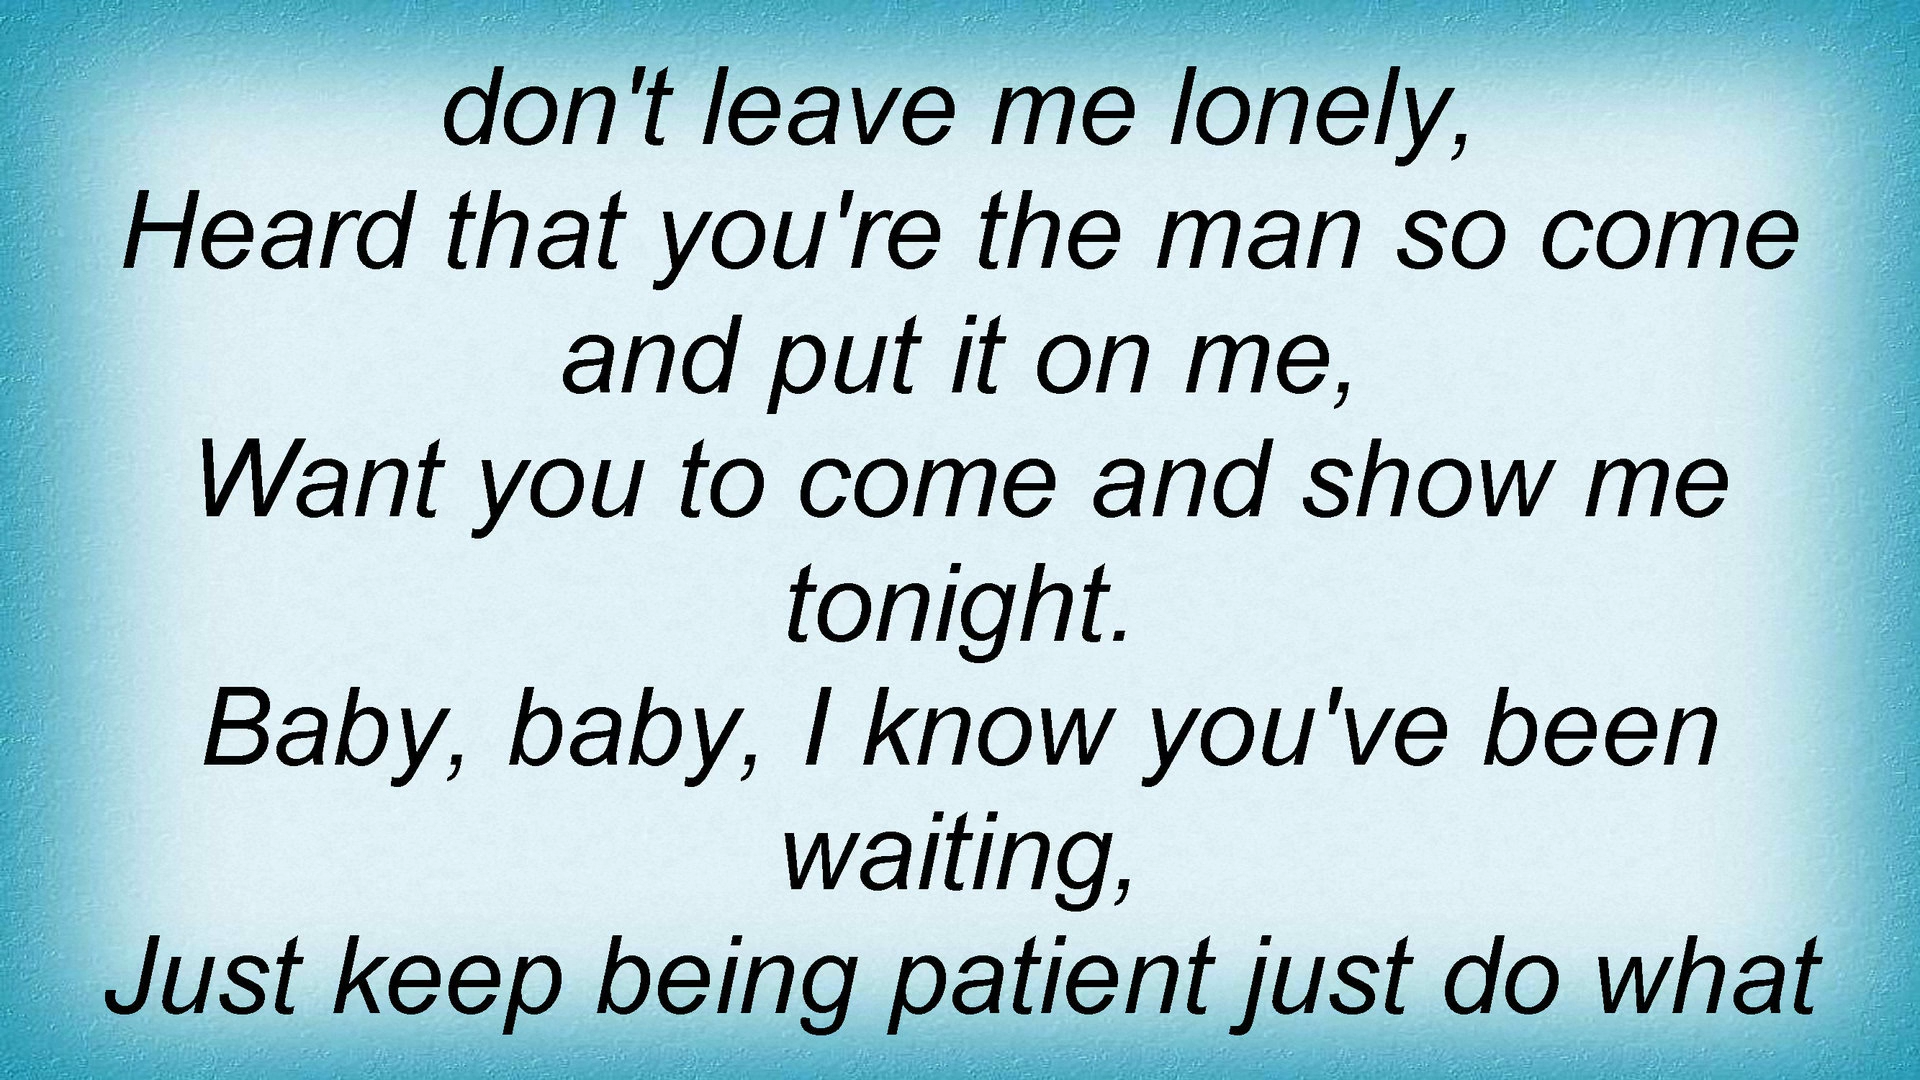 don't leave me lonely,
Heard that you're the man so come
and put it on me,
Want you to come and show me
tonight.
Baby, baby, I know you've been
waiting,
Just keep being patient just do what